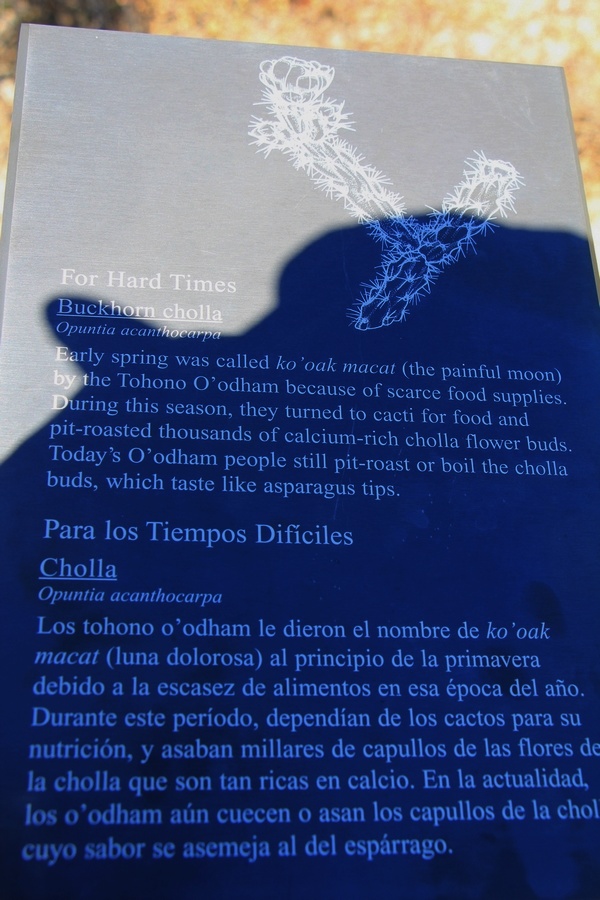 For Hard Times
Buckhorn cholla
Opuntia acanthocarpa
Early spring was called ko'oak macat (the painful moon)
by the Tohono O'odham because of scarce food supplies.
During this season, they turned to cacti for food and
pit-roasted thousands of calcium-rich cholla flower buds.
Today's O'odham people still pit-roast or boil the cholla
buds, which taste like asparagus tips.
Para los Tiempos Difíciles
Cholla
Opuntia acanthocarpa
Los tohono o'odham le dieron el nombre de ko'oak
macat (luna dolorosa) al principio de la primavera
debido a la escasez de alimentos en esa época del año.
Durante este período, dependían de los cactos para su
nutrición, y asaban millares de capullos de las flores de
la cholla que son tan ricas en calcio. En la actualidad,
los o'odham aún cuecen o asan los capullos de la chol
cuyo sabor se asemeja al del espárrago.